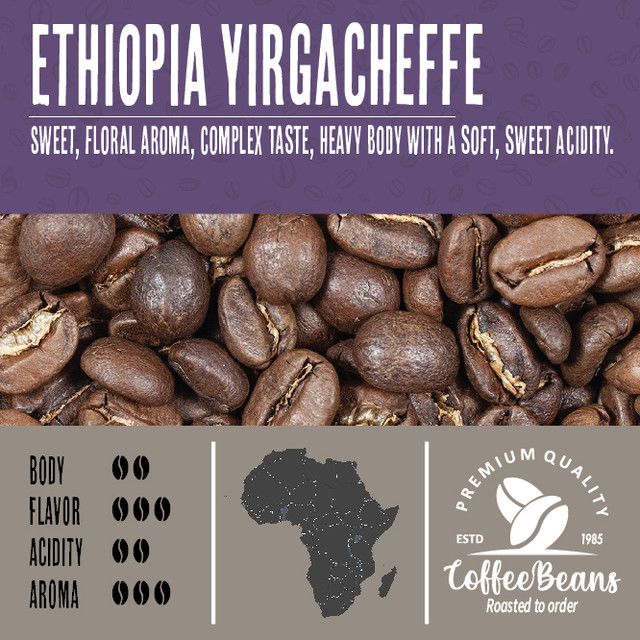 ETHIOPIA YIRGACHEFFE
SWEET, FLORAL AROMA, COMPLEX TASTE, HEAVY BODY WITH A SOFT, SWEET ACIDITY.
BODY
FLAVOR
ACIDITY
AROMA
PREMIUM QUALITY
ESTD 1985
CoffeeBeans
Roasted to order